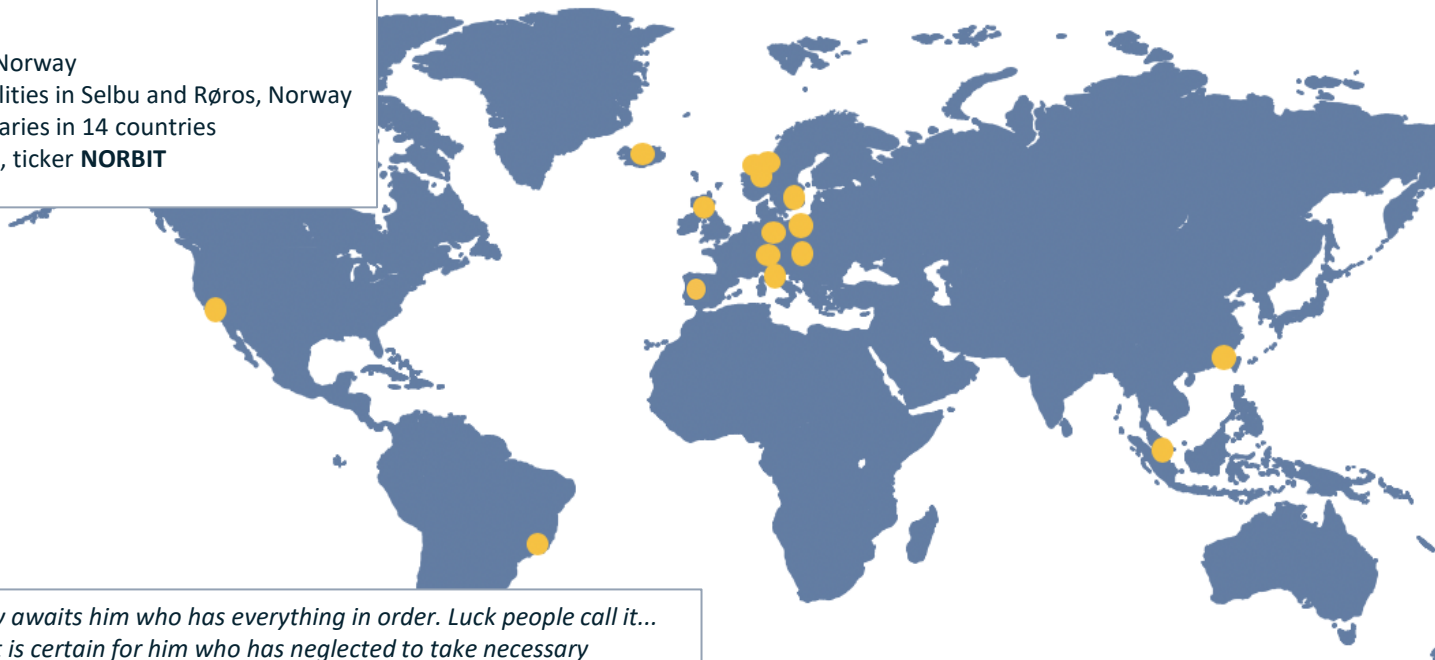 Norway
lities in Selbu and Røros, Norway
aries in 14 countries
, ticker NORBIT
y awaits him who has everything in order. Luck people call it...
t is certain for him who has neglected to take necessary